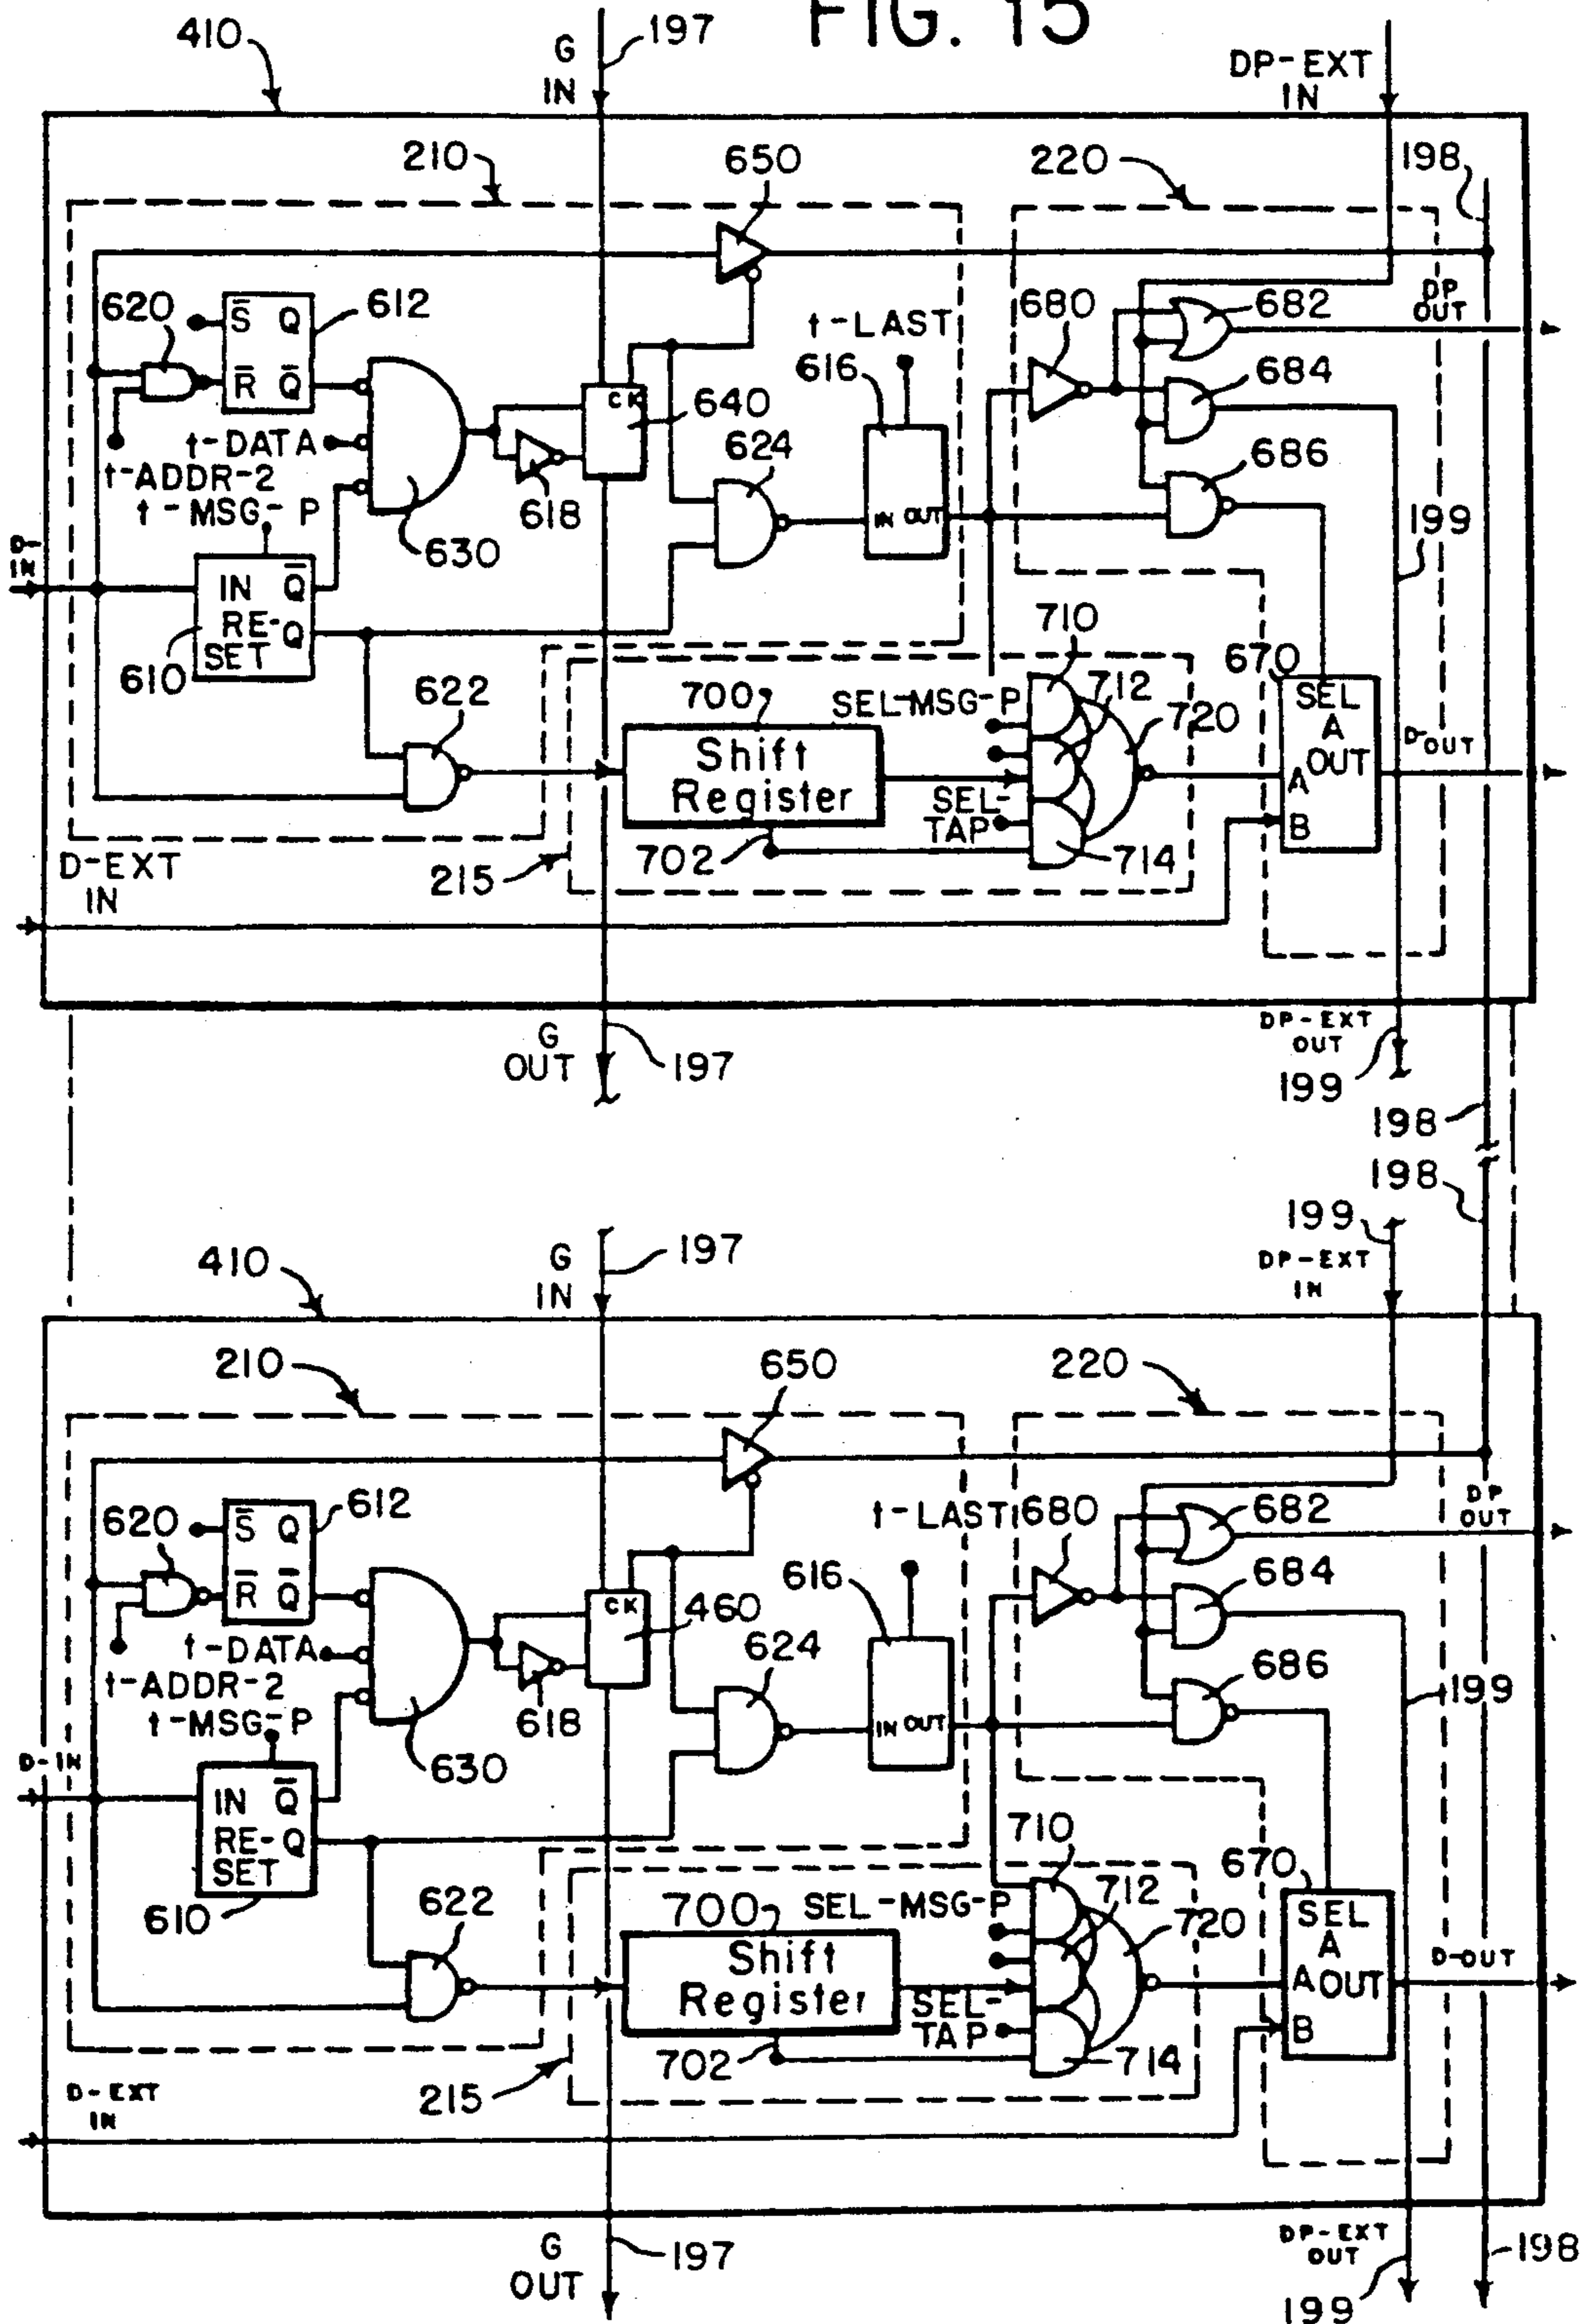 FIG. 15
410
G
IN
197
DP-EXT
IN
210
650
220
198
620
S Q
R Q
612
t-LAST
616
680
682
DP
OUT
684
t-DATA
t-ADDR-2
t-MSG-P
630
618
CK
640
624
IN OUT
686
199
D-
IN
IN Q
RE- Q
SET
610
622
710
SEL-MSG-P
712
720
670
700
Shift
Register
SEL-
TAP
702
714
SEL
A
A OUT
B
D-OUT
215
D-EXT
IN
G
OUT
197
DP-EXT
OUT
199
198
198
199
410
G
IN
197
DP-EXT
IN
210
650
220
620
S Q
R Q
612
t-LAST
616
680
682
DP
OUT
684
t-DATA
t-ADDR-2
t-MSG-P
630
618
CK
460
624
IN OUT
686
199
D-IN
IN Q
RE- Q
SET
610
622
710
SEL-MSG-P
712
720
670
700
Shift
Register
SEL-
TAP
702
714
SEL
A
A OUT
B
D-OUT
215
D-EXT
IN
G
OUT
197
DP-EXT
OUT
199
198